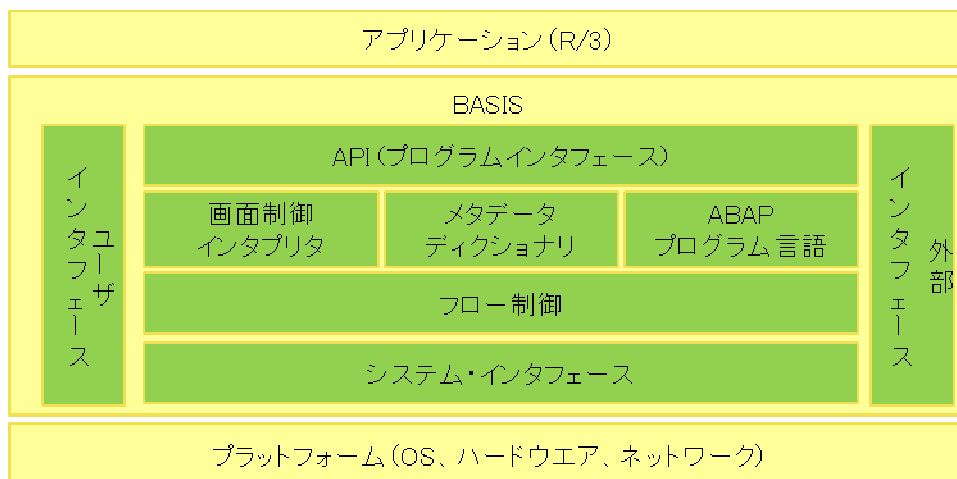 アプリケーション(R/3)
BASIS
ユーザ
インタフェース
API(プログラムインタフェース)
画面制御
インタプリタ
メタデータ
ディクショナリ
ABAP
プログラム言語
フロー制御
システム・インタフェース
外部
インタフェース
プラットフォーム(OS、ハードウエア、ネットワーク)